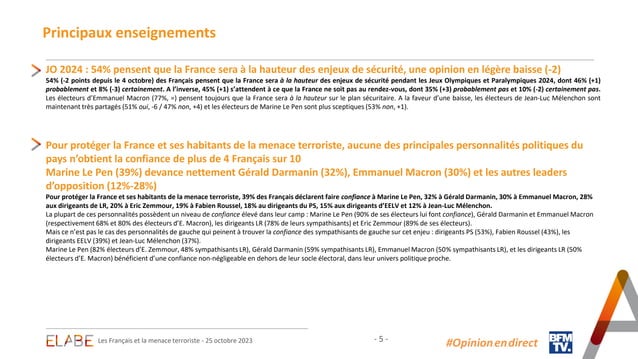 Principaux enseignements
JO 2024 : 54% pensent que la France sera à la hauteur des enjeux de sécurité, une opinion en légère baisse (-2)
54% (-2 points depuis le 4 octobre) des Français pensent que la France sera à la hauteur des enjeux de sécurité pendant les Jeux Olympiques et Paralympiques 2024, dont 46% (+1)
probablement et 8% (-3) certainement. A l'inverse, 45% (+1) s'attendent à ce que la France ne soit pas au rendez-vous, dont 35% (+3) probablement pas et 10% (-2) certainement pas.
Les électeurs d'Emmanuel Macron (77%, =) pensent toujours que la France sera à la hauteur sur le plan sécuritaire. A la faveur d'une baisse, les électeurs de Jean-Luc Mélenchon sont
maintenant très partagés (51% oui, -6 / 47% non, +4) et les électeurs de Marine Le Pen sont plus sceptiques (53% non, +1).
Pour protéger la France et ses habitants de la menace terroriste, aucune des principales personnalités politiques du
pays n'obtient la confiance de plus de 4 Français sur 10
Marine Le Pen (39%) devance nettement Gérald Darmanin (32%), Emmanuel Macron (30%) et les autres leaders
d'opposition (12%-28%)
Pour protéger la France et ses habitants de la menace terroriste, 39% des Français déclarent faire confiance à Marine Le Pen, 32% à Gérald Darmanin, 30% à Emmanuel Macron, 28%
aux dirigeants de LR, 20% à Eric Zemmour, 19% à Fabien Roussel, 18% au dirigeants du PS, 15% aux dirigeants d'EELV et 12% à Jean-Luc Mélenchon.
La plupart de ces personnalités possèdent un niveau de confiance élevé dans leur camp : Marine Le Pen (90% de ses électeurs lui font confiance), Gérald Darmanin et Emmanuel Macron
(respectivement 68% et 80% des électeurs d'E. Macron), les dirigeants LR (78% de leurs sympathisants) et Eric Zemmour (89% de ses électeurs).
Mais ce n'est pas le cas des personnalités de gauche qui peinent à trouver la confiance des sympathisants de gauche sur cet enjeu : dirigeants PS (53%), Fabien Roussel (43%), les
dirigeants EELV (39%) et Jean-Luc Mélenchon (37%).
Marine Le Pen (82% électeurs d'E. Zemmour, 48% sympathisants LR), Gérald Darmanin (59% sympathisants LR), Emmanuel Macron (50% sympathisants LR), et les dirigeants LR (50%
électeurs d'E. Macron) bénéficient d'une confiance non-négligeable en dehors de leur socle électoral, dans leur univers politique proche.
ELABE
Les Français et la menace terroriste - 25 octobre 2023
- 5 -
#Opinionendirect
BFM
TV.